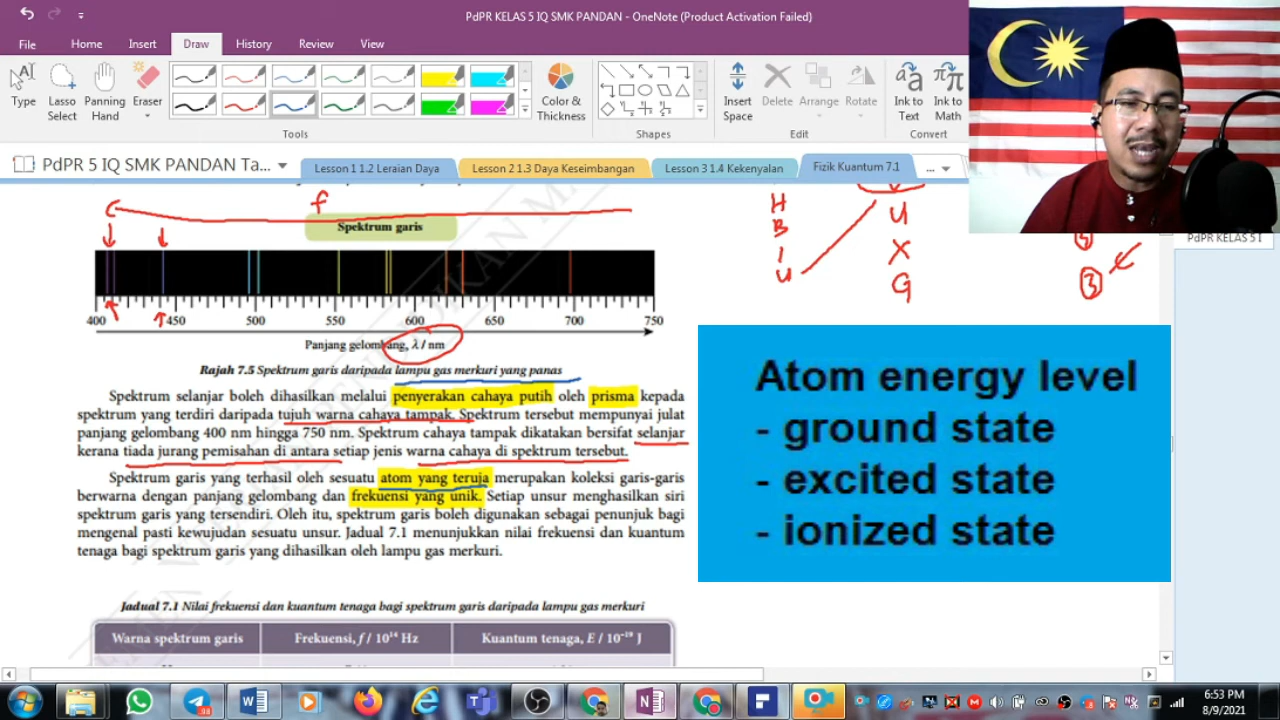 PdPR KELAS 5 IQ SMK PANDAN - OneNote (Product Activation Failed)
File Home Insert Draw History Review View
Type
Lasso Select
Panning Hand
Eraser
Color & Thickness
Insert Space
Delete
Arrange
Rotate
Ink to Text
Ink to Math
Tools
Shapes
Edit
Convert
PdPR 5 IQ SMK PANDAN Ta...
Lesson 1 1.2 Leraian Daya
Lesson 2 1.3 Daya Keseimbangan
Lesson 3 1.4 Kekenyalan
Fizik Kuantum 7.1
...
PdPR KELAS 5 I
f
Spektrum garis
400 450 500 550 600 650 700 750
Panjang gelombang, λ / nm
Rajah 7.5 Spektrum garis daripada lampu gas merkuri yang panas
Spektrum selanjar boleh dihasilkan melalui penyerakan cahaya putih oleh prisma kepada
spektrum yang terdiri daripada tujuh warna cahaya tampak. Spektrum tersebut mempunyai julat
panjang gelombang 400 nm hingga 750 nm. Spektrum cahaya tampak dikatakan bersifat selanjar
kerana tiada jurang pemisahan di antara setiap jenis warna cahaya di spektrum tersebut.
Spektrum garis yang terhasil oleh sesuatu atom yang teruja merupakan koleksi garis-garis
berwarna dengan panjang gelombang dan frekuensi yang unik. Setiap unsur menghasilkan siri
spektrum garis yang tersendiri. Oleh itu, spektrum garis boleh digunakan sebagai penunjuk bagi
mengenal pasti kewujudan sesuatu unsur. Jadual 7.1 menunjukkan nilai frekuensi dan kuantum
tenaga bagi spektrum garis yang dihasilkan oleh lampu gas merkuri.
Jadual 7.1 Nilai frekuensi dan kuantum tenaga bagi spektrum garis daripada lampu gas merkuri
Warna spektrum garis
Frekuensi, f / 10¹⁴ Hz
Kuantum tenaga, E / 10⁻¹⁹ J
H
B
I
U
U
X
G
3
Atom energy level
- ground state
- excited state
- ionized state
98
6:53 PM
8/9/2021